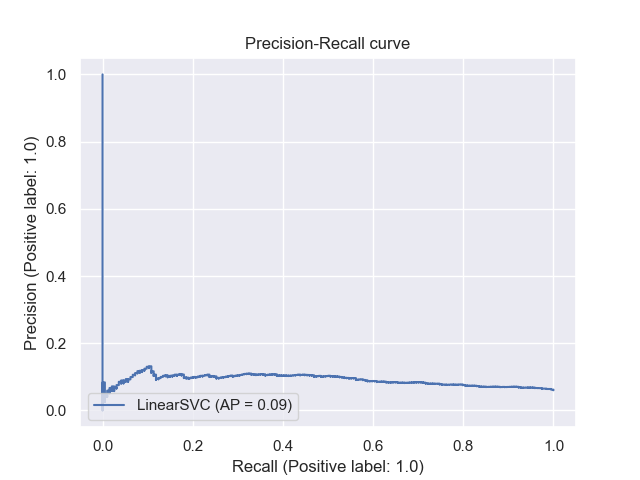 Precision-Recall curve
Precision (Positive label: 1.0)
1.0
0.8
0.6
0.4
0.2
0.0
LinearSVC (AP = 0.09)
0.0 0.2 0.4 0.6 0.8 1.0
Recall (Positive label: 1.0)